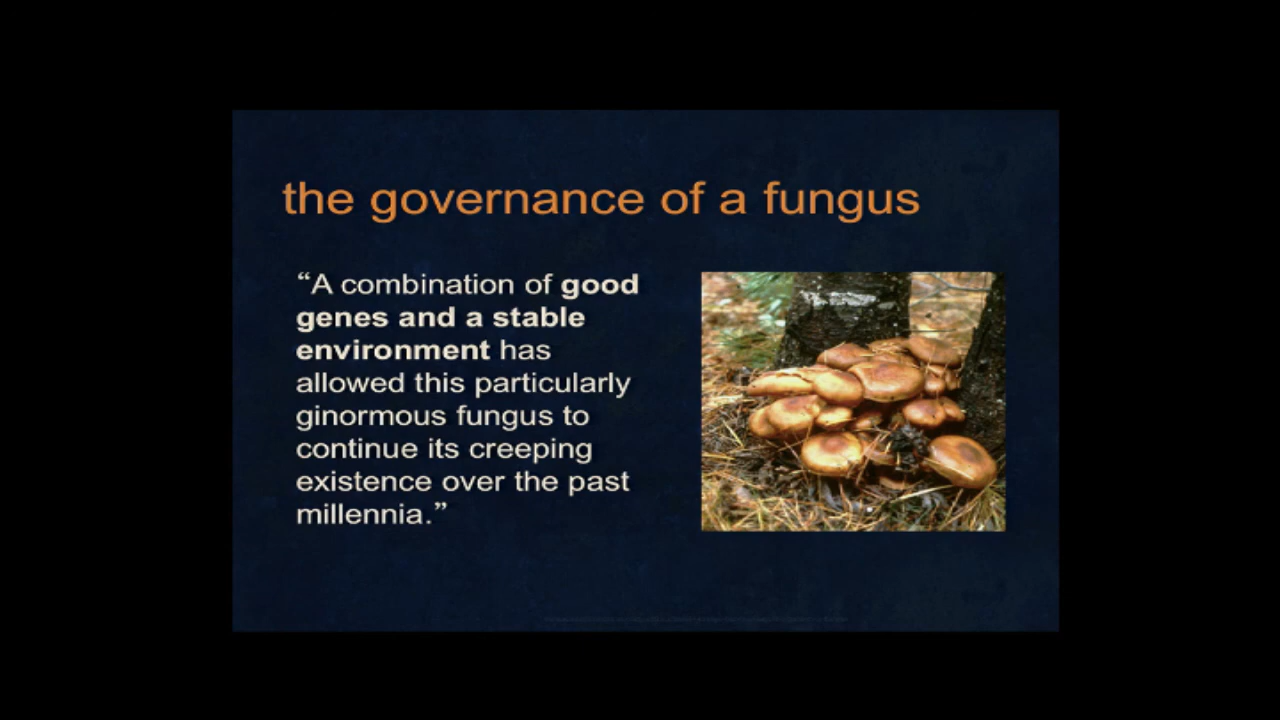 the governance of a fungus
“A combination of good
genes and a stable
environment has
allowed this particularly
ginormous fungus to
continue its creeping
existence over the past
millennia.”